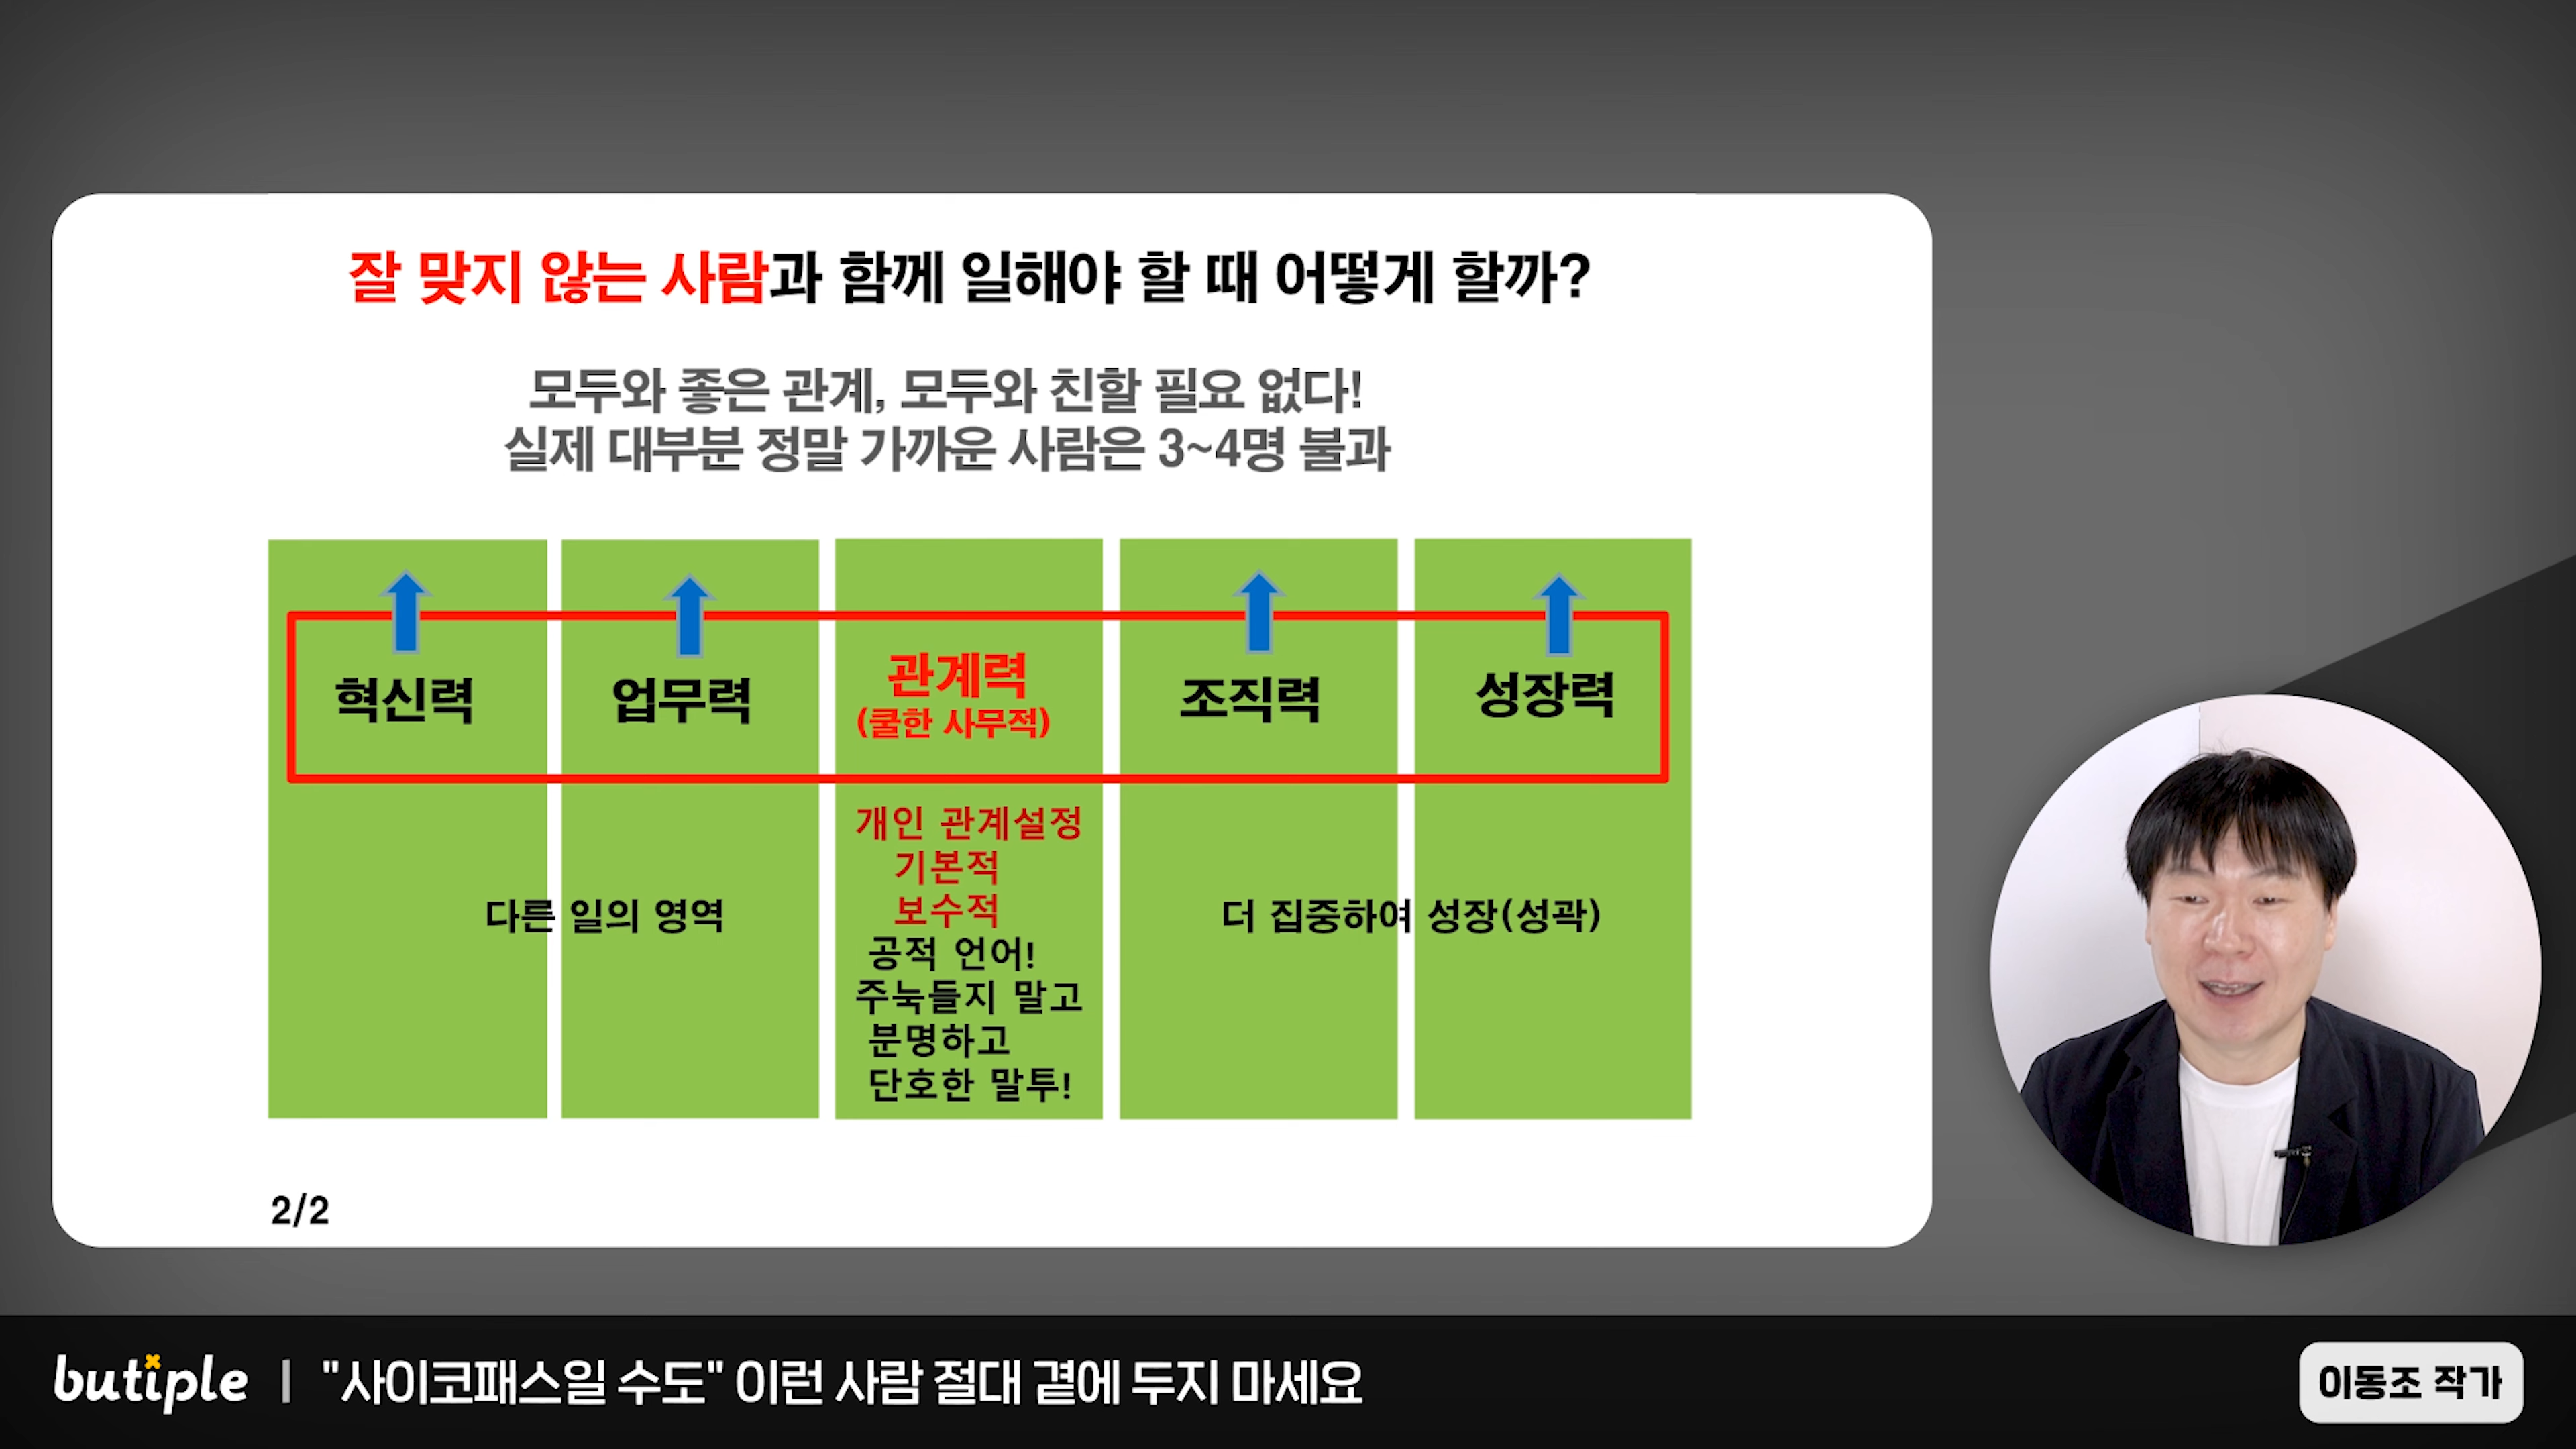 잘 맞지 않는 사람과 함께 일해야 할 때 어떻게 할까?
모두와 좋은 관계, 모두와 친할 필요 없다!
실제 대부분 정말 가까운 사람은 3~4명 불과
혁신력
업무력
관계력
(쿨한 사무적)
조직력
성장력
다른 일의 영역
개인 관계설정
기본적
보수적
공적 언어!
주눅들지 말고
분명하고
단호한 말투!
더 집중하여 성장(성곽)
2/2
butiple | "사이코패스일 수도" 이런 사람 절대 곁에 두지 마세요
이동조 작가